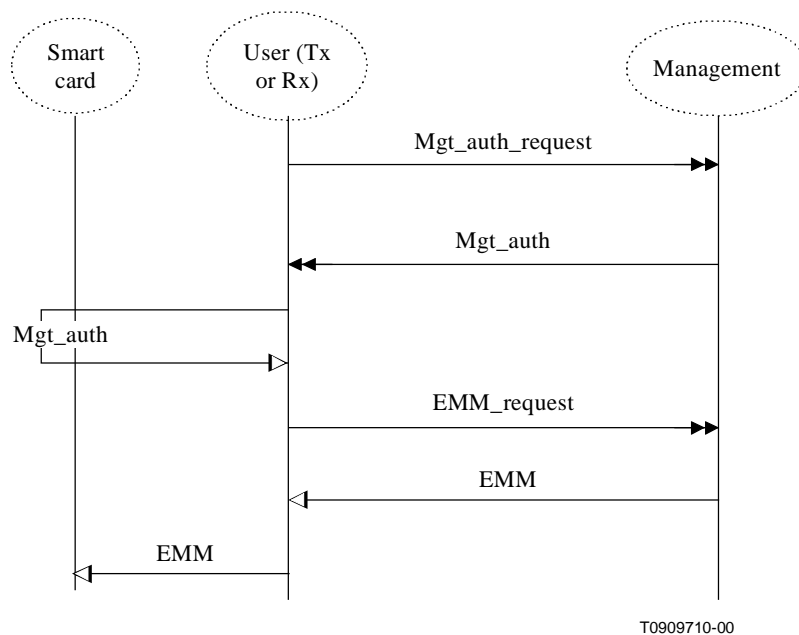 Smart
card
User (Tx
or Rx)
Management
Mgt_auth_request
Mgt_auth
Mgt_auth
EMM_request
EMM
EMM
T0909710-00